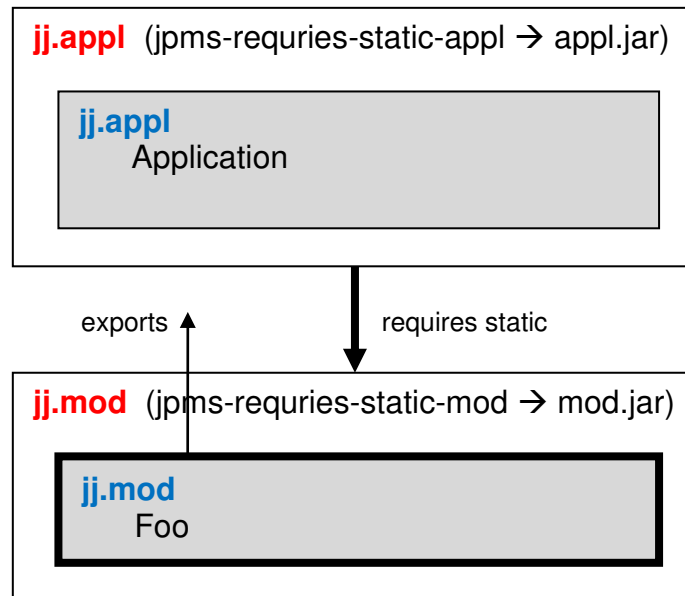 jj.appl (jpms-requries-static-appl → appl.jar)
jj.appl
Application
exports
requires static
jj.mod (jpms-requries-static-mod → mod.jar)
jj.mod
Foo